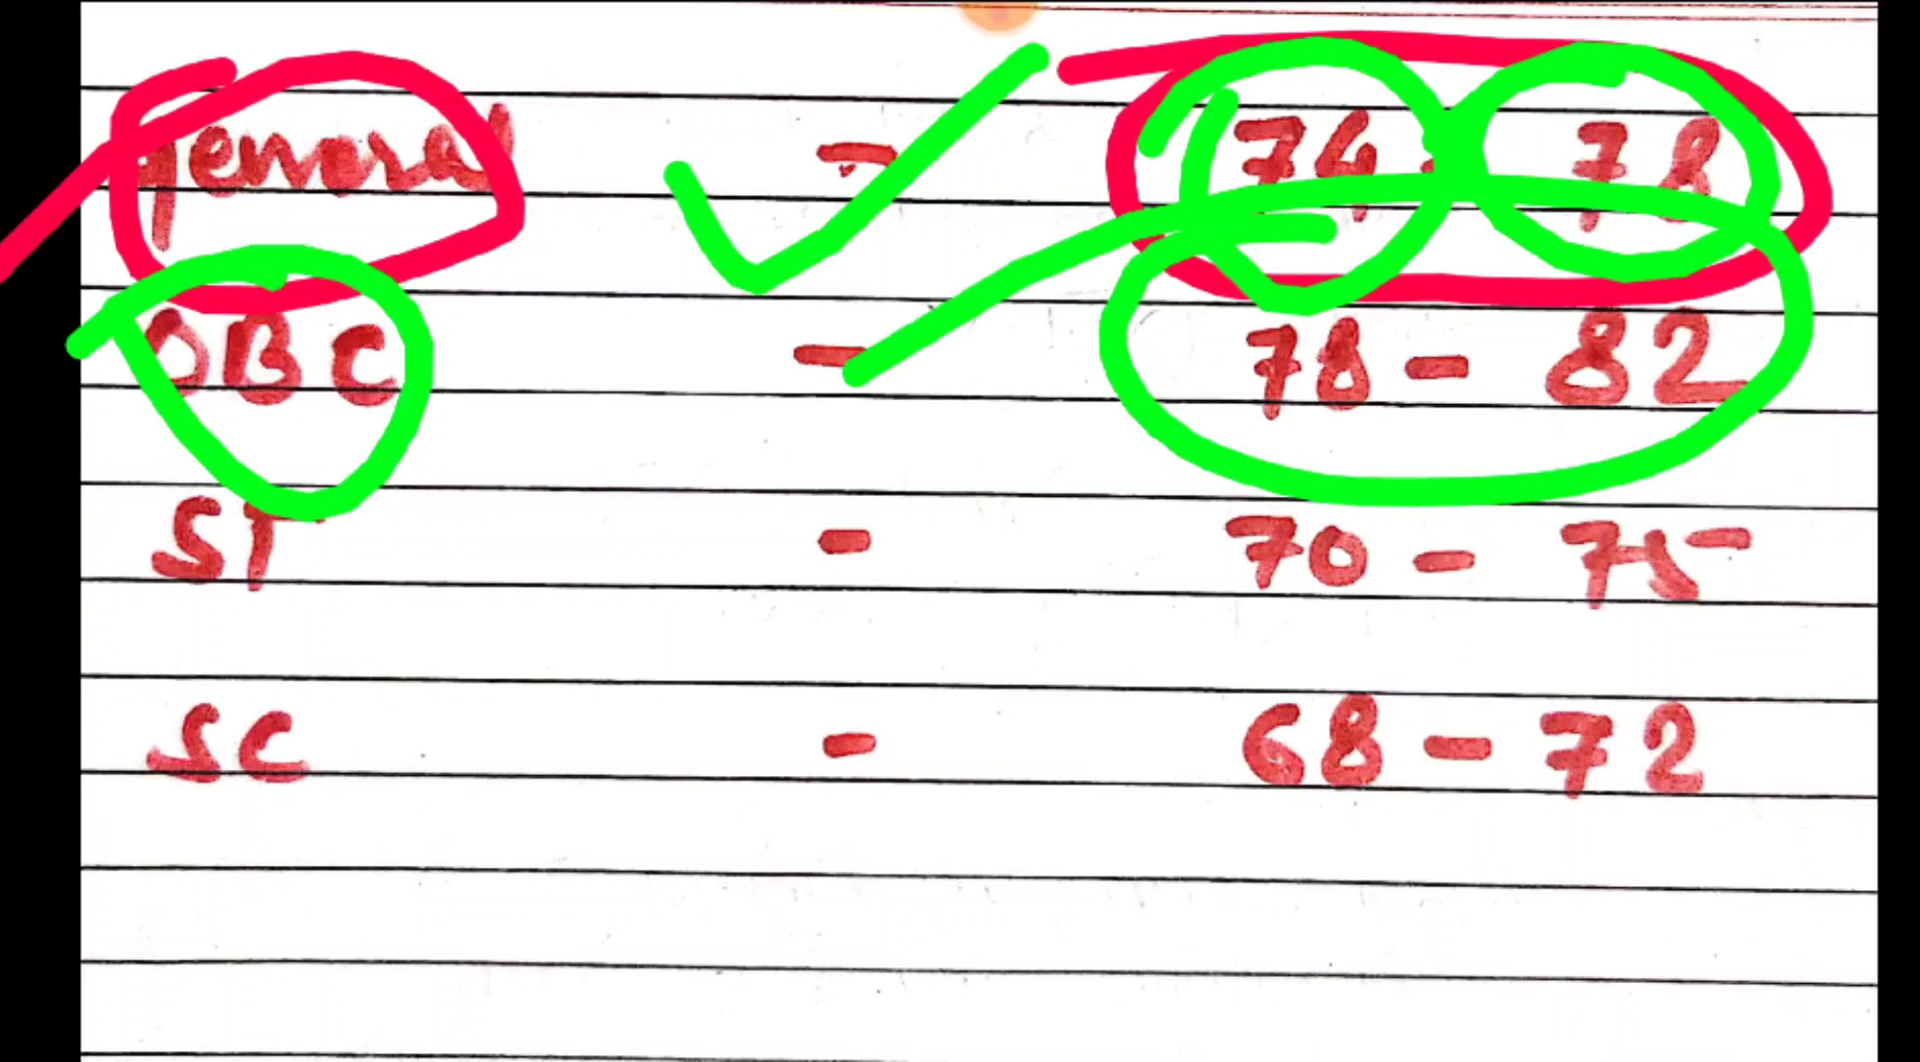 General - 74 - 78
OBC - 78 - 82
ST - 70 - 75
SC - 68 - 72